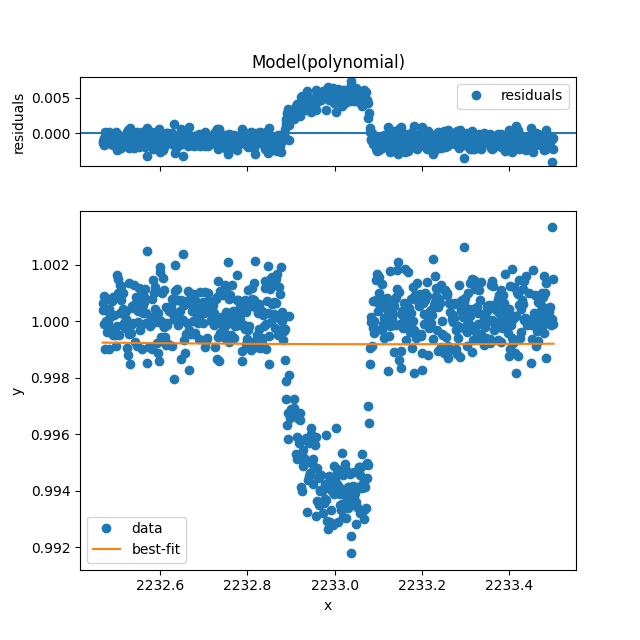 Model(polynomial)
residuals
0.005
0.000
residuals
1.002
1.000
0.998
0.996
0.994
0.992
y
data
best-fit
2232.6 2232.8 2233.0 2233.2 2233.4
x